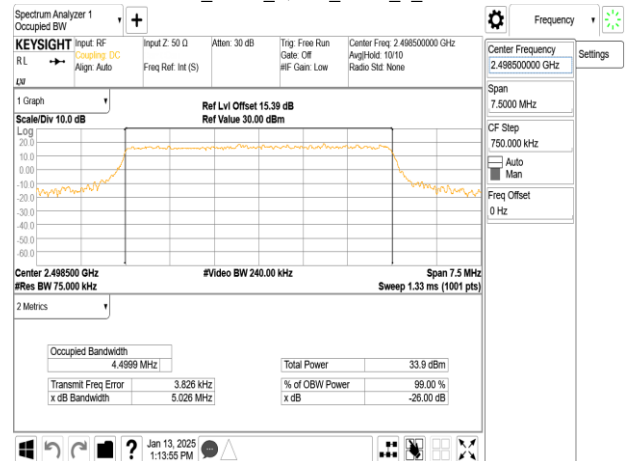 Spectrum Analyzer 1
Occupied BW
+
Frequency
KEYSIGHT
RL
LXI
Input: RF
Coupling: DC
Align: Auto
Input Z: 50 Ω
Freq Ref: Int (S)
Atten: 30 dB
Trig: Free Run
Gate: Off
#IF Gain: Low
Center Freq: 2.498500000 GHz
Avg|Hold: 10/10
Radio Std: None
1 Graph
Scale/Div 10.0 dB
Ref Lvl Offset 15.39 dB
Ref Value 30.00 dBm
Log
20.0
10.0
0.00
-10.0
-20.0
-30.0
-40.0
-50.0
-60.0
Center 2.498500 GHz
#Res BW 75.000 kHz
#Video BW 240.00 kHz
Span 7.5 MHz
Sweep 1.33 ms (1001 pts)
2 Metrics
Occupied Bandwidth
4.4999 MHz
Transmit Freq Error 3.826 kHz
x dB Bandwidth 5.026 MHz
Total Power 33.9 dBm
% of OBW Power 99.00 %
x dB -26.00 dB
?
Jan 13, 2025
1:13:55 PM
Center Frequency
2.498500000 GHz
Settings
Span
7.5000 MHz
CF Step
750.000 kHz
Auto
Man
Freq Offset
0 Hz